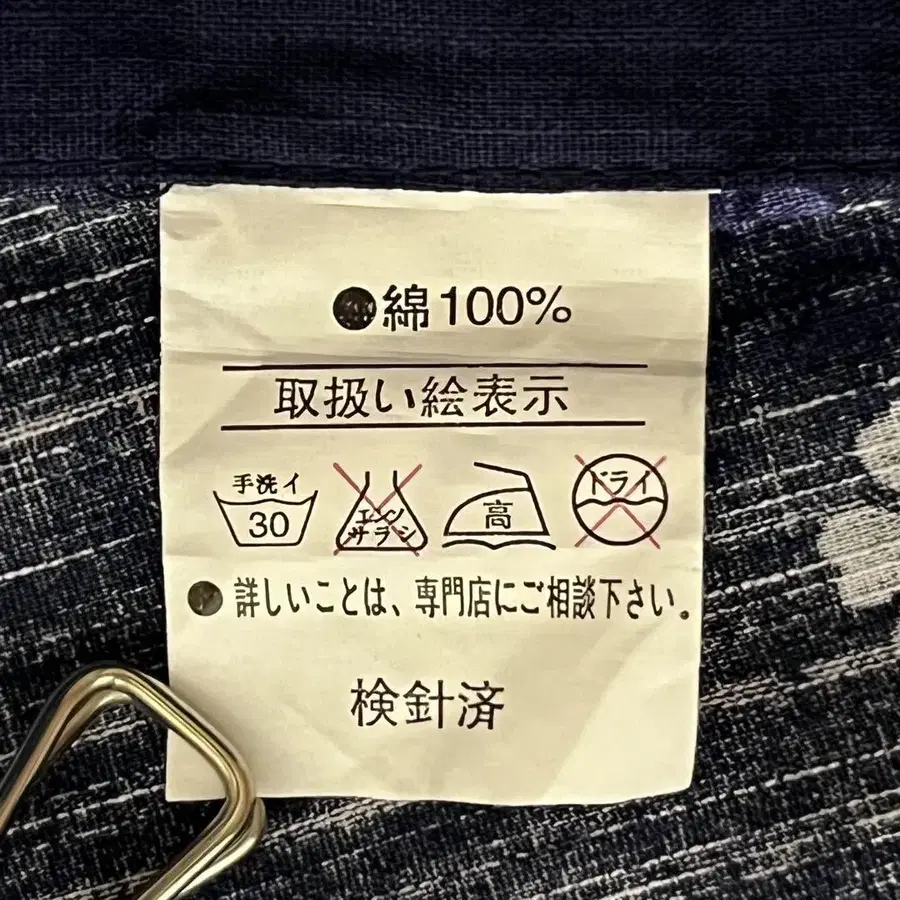 ●綿100%
取扱い絵表示
手洗イ 30 エンソ サラシ 高 ドライ
● 詳しいことは、専門店にご相談下さい。
検針済